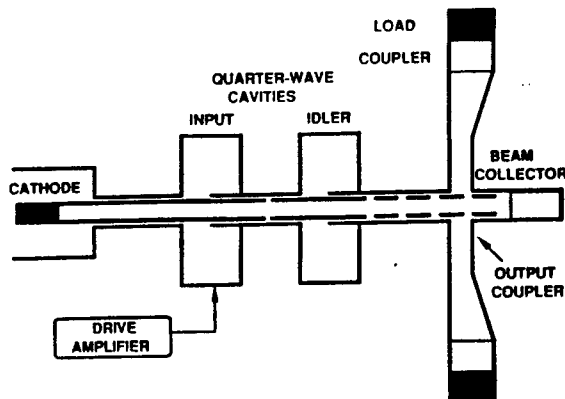 LOAD
COUPLER
QUARTER-WAVE
CAVITIES
INPUT
IDLER
BEAM
COLLECTOR
CATHODE
OUTPUT
COUPLER
DRIVE
AMPLIFIER